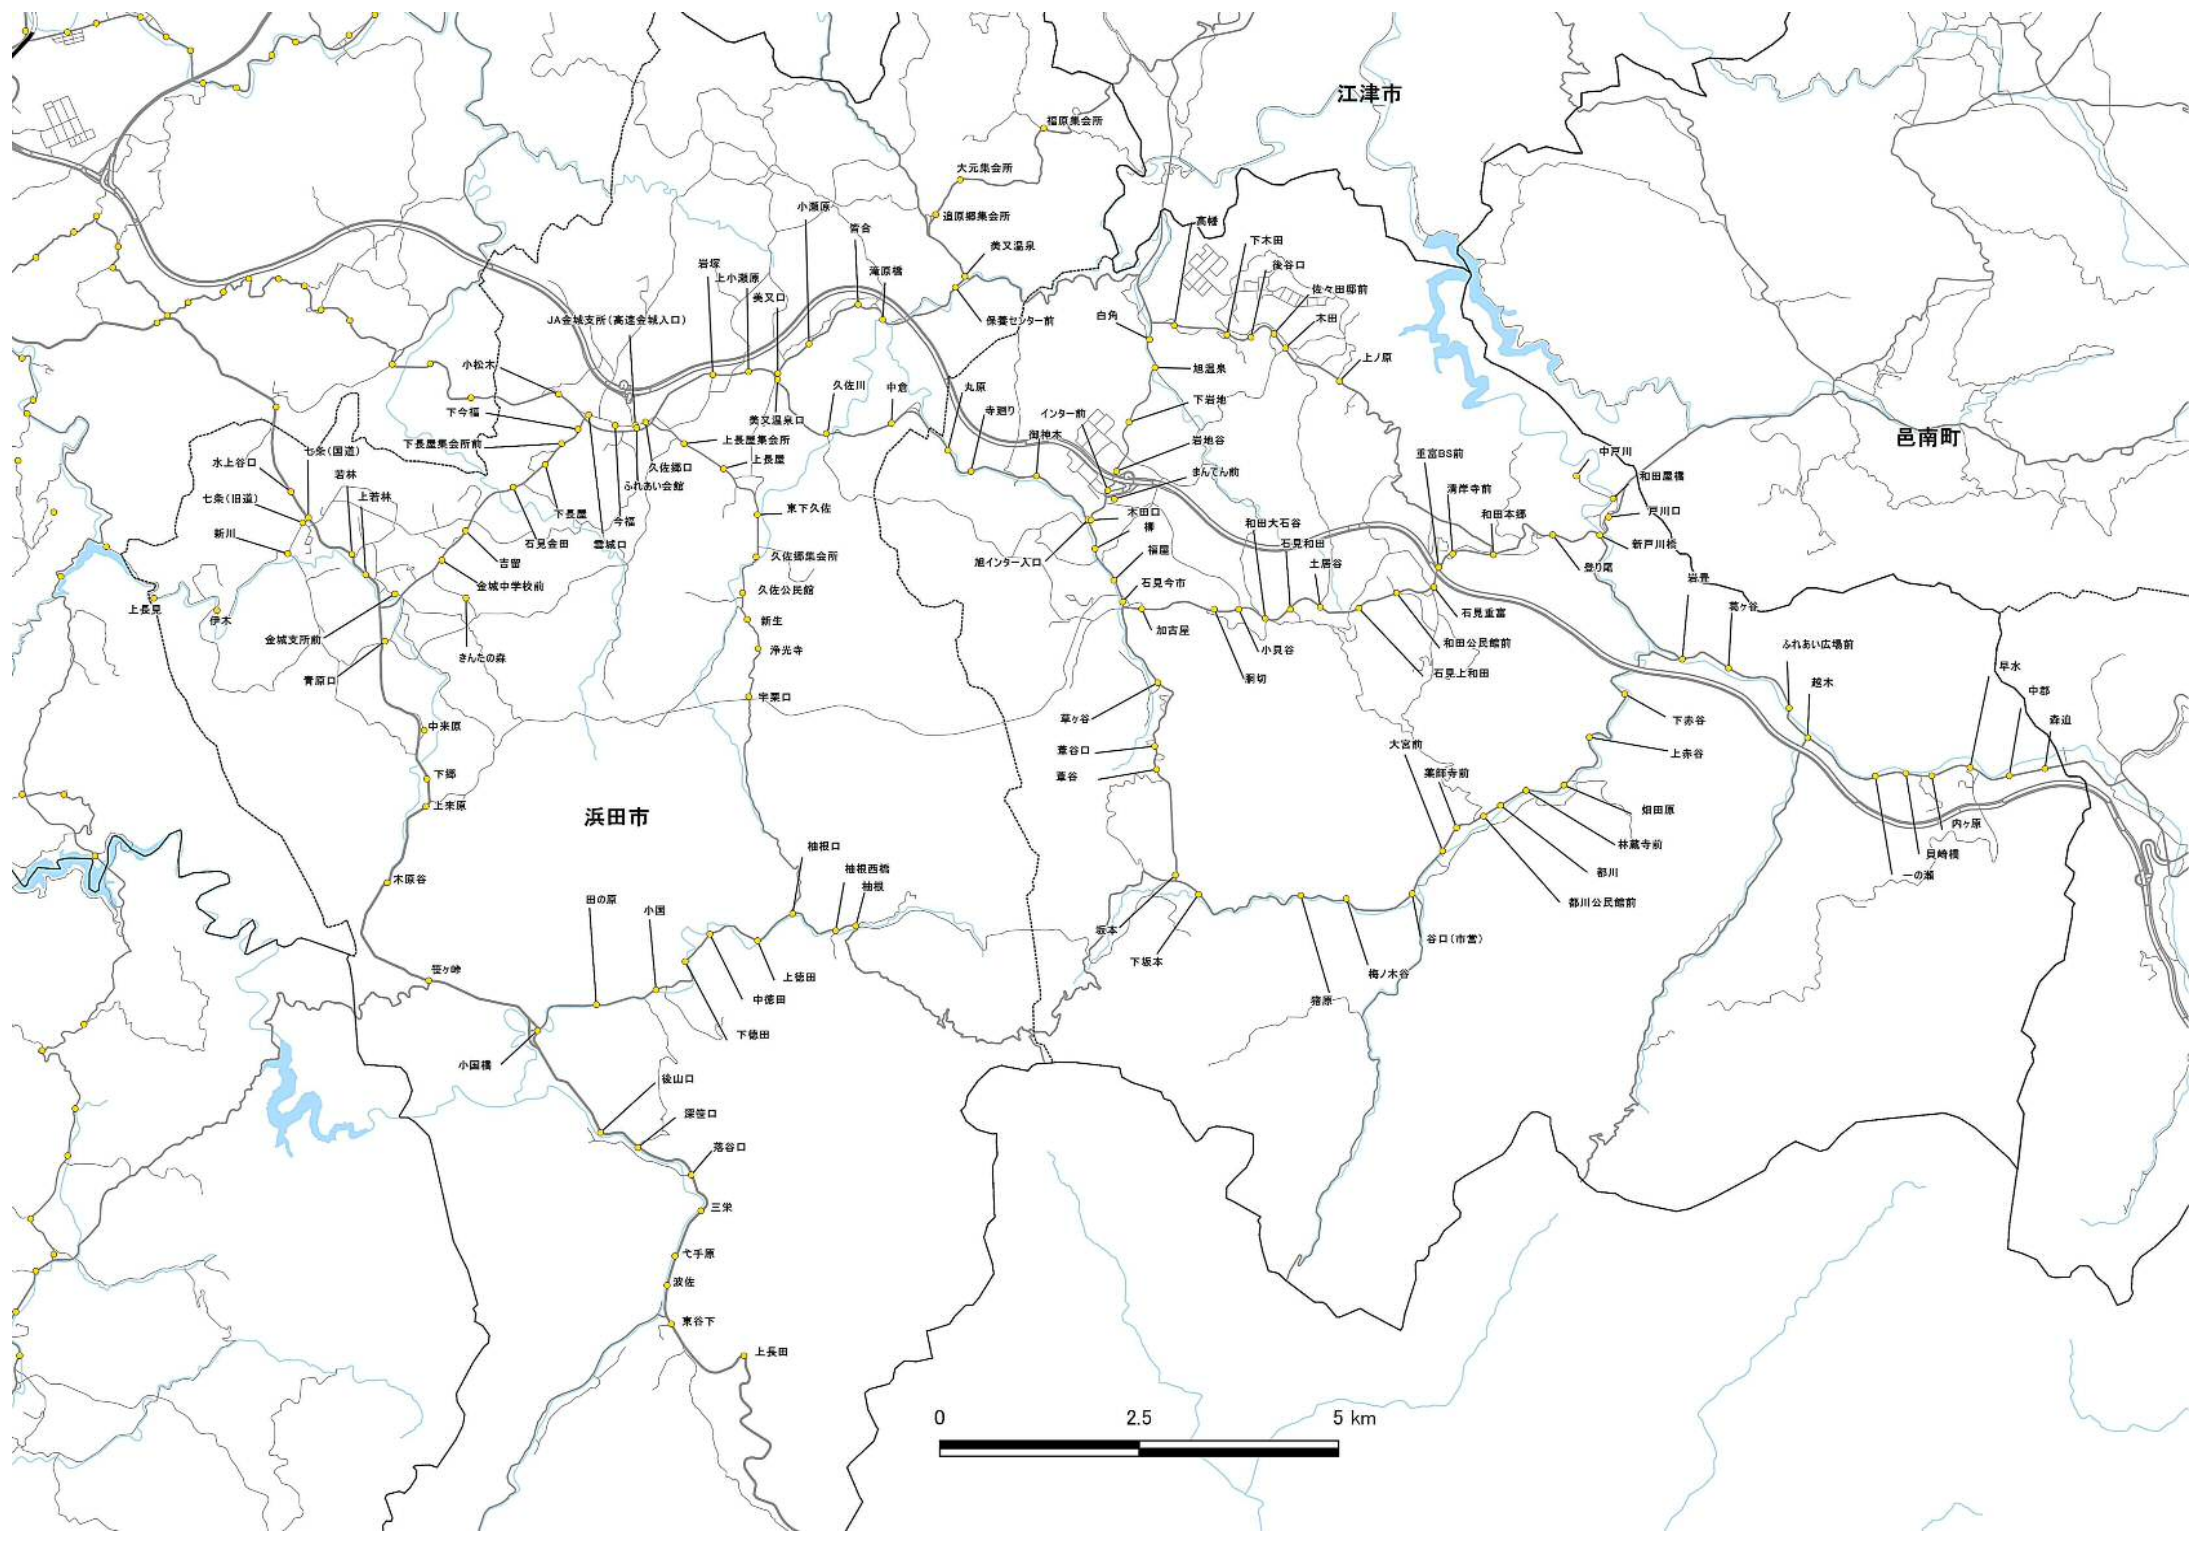 江津市
福原集会所
大元集会所
小瀬原
追原郷集会所
高幡
皆合
下木田
美又温泉
後谷口
岩塚
滝原橋
上小瀬原
佐々田邸前
美又口
白角
木田
JA金城支所(高速金城入口)
保養センター前
上ノ原
小松木
旭温泉
久佐川
中倉
丸原
下岩地
下今福
寺廻り
インター前
美又温泉口
御神本
邑南町
下長屋集会所前
上長屋集会所
岩地谷
七条(国道)
重富BS前
中戸川
水上谷口
上長屋
久佐郷口
まんてん前
若林
和田屋橋
ふれあい会館
清岸寺前
七条(旧道)
上若林
東下久佐
木田口
和田大石谷
和田本郷
戸川口
下長屋
今福
新川
石見金田
雲城口
福屋
石見和田
新戸川橋
久佐郷集会所
旭インター入口
土居谷
登り尾
吉留
金城中学校前
石見今市
岩畳
久佐公民館
上長見
伊木
葛ヶ谷
新生
石見重富
金城支所前
加古屋
和田公民館前
ふれあい広場前
浄光寺
小貝谷
きんたの森
早水
青原口
胴切
石見上和田
越木
宇栗口
中郡
草ヶ谷
下赤谷
森迫
中来原
葦谷口
大宮前
上赤谷
下郷
葦谷
薬師寺前
上来原
畑田原
浜田市
内ヶ原
柚根口
林蔵寺前
貝崎橋
木原谷
柚根西橋
都川
一の瀬
柚根
田の原
小国
都川公民館前
坂本
谷口(市営)
下坂本
笹ヶ峠
上徳田
梅ノ木谷
中徳田
猪原
下徳田
小国橋
後山口
深笹口
落谷口
三栄
弋手原
波佐
東谷下
上長田
0
2.5
5 km